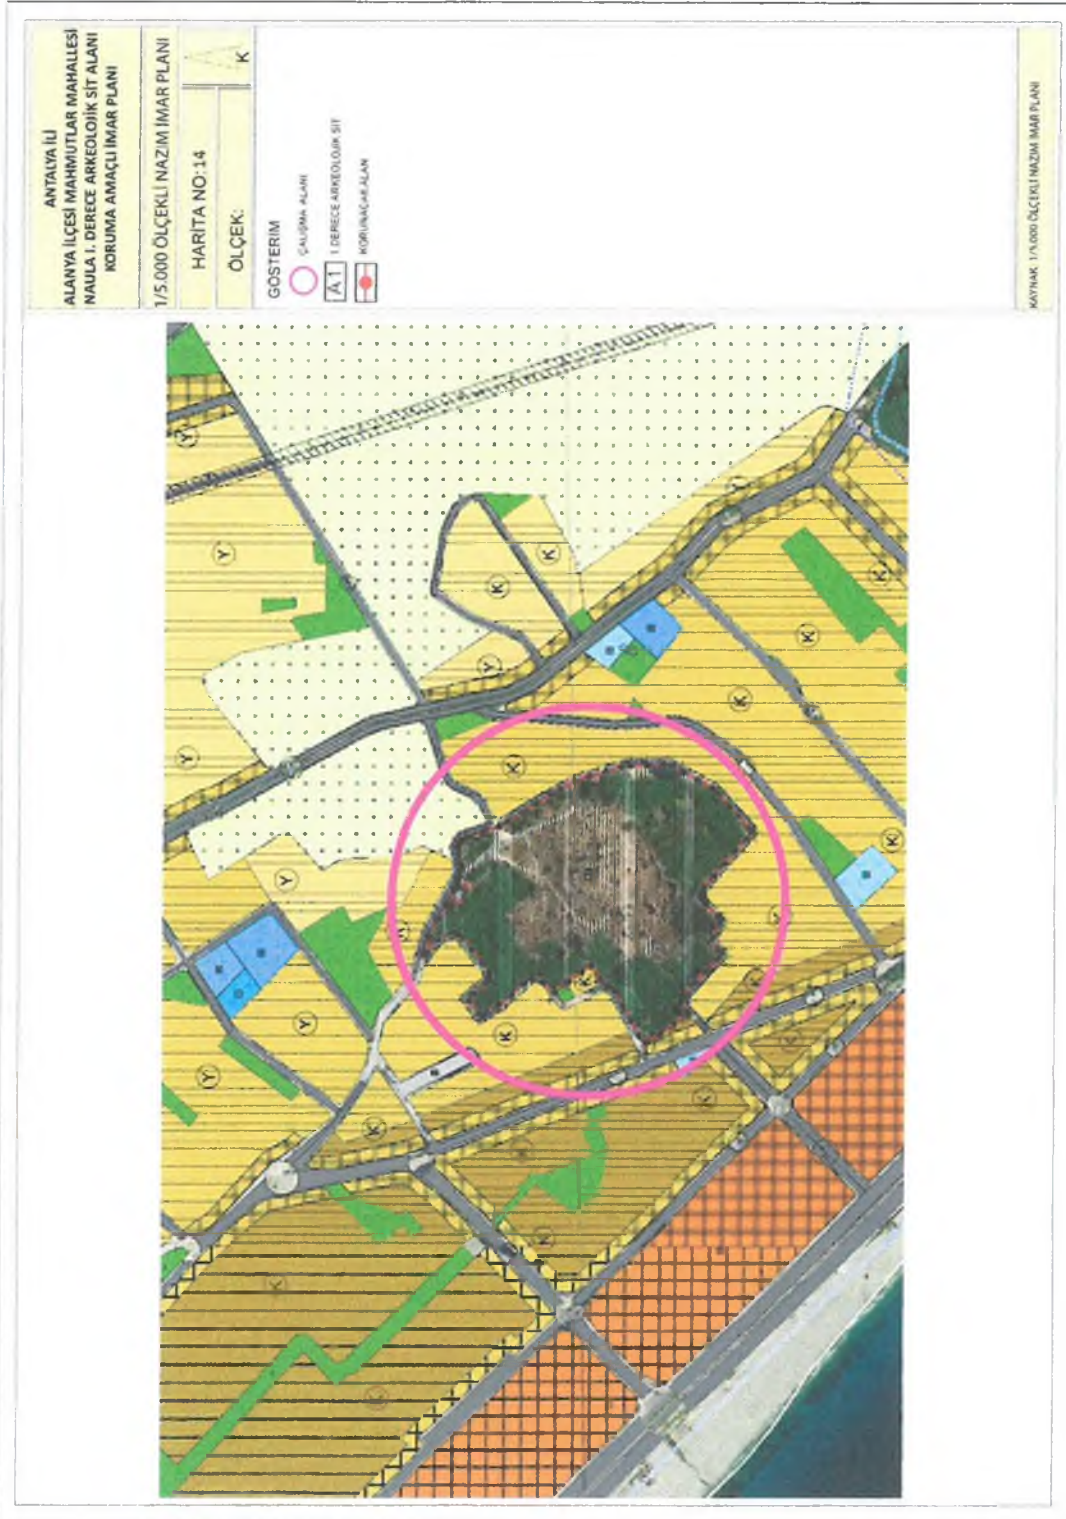 ANTALYA İLİ
ALANYA İLÇESİ MAHMUTLAR MAHALLESİ
NAULA I. DERECE ARKEOLOJİK SİT ALANI
KORUMA AMAÇLI İMAR PLANI
1/5.000 ÖLÇEKLİ NAZIM İMAR PLANI
HARİTA NO:14
K
ÖLÇEK:
GÖSTERİM
ÇALIŞMA ALANI
A 1
I DERECE ARKEOLOJİK SİT
KORUNACAK ALAN
KAYNAK 1/5.000 ÖLÇEKLİ NAZIM İMAR PLANI
Y
Y
Y
K
K
K
Y
Y
K
K
K
K
Y
K
Y
K
Y
K
K
K
K
K
K
K